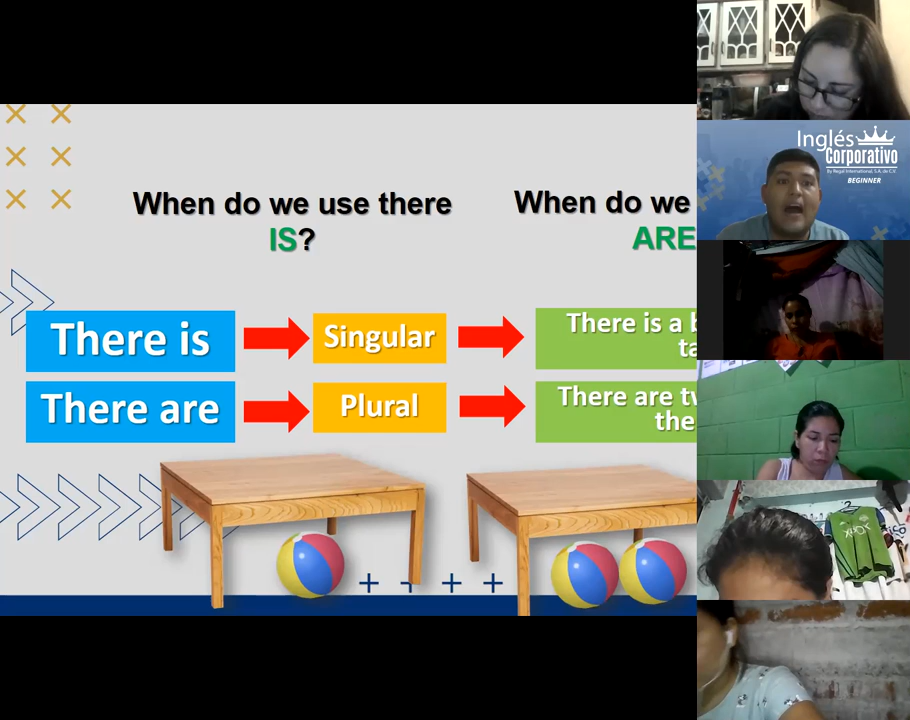 When do we use there
IS?
When do we
ARE
There is
Singular
There is a b
ta
There are
Plural
There are tw
the
Inglés
Corporativo
By Regal International, S.A. de C.V.
BEGINNER